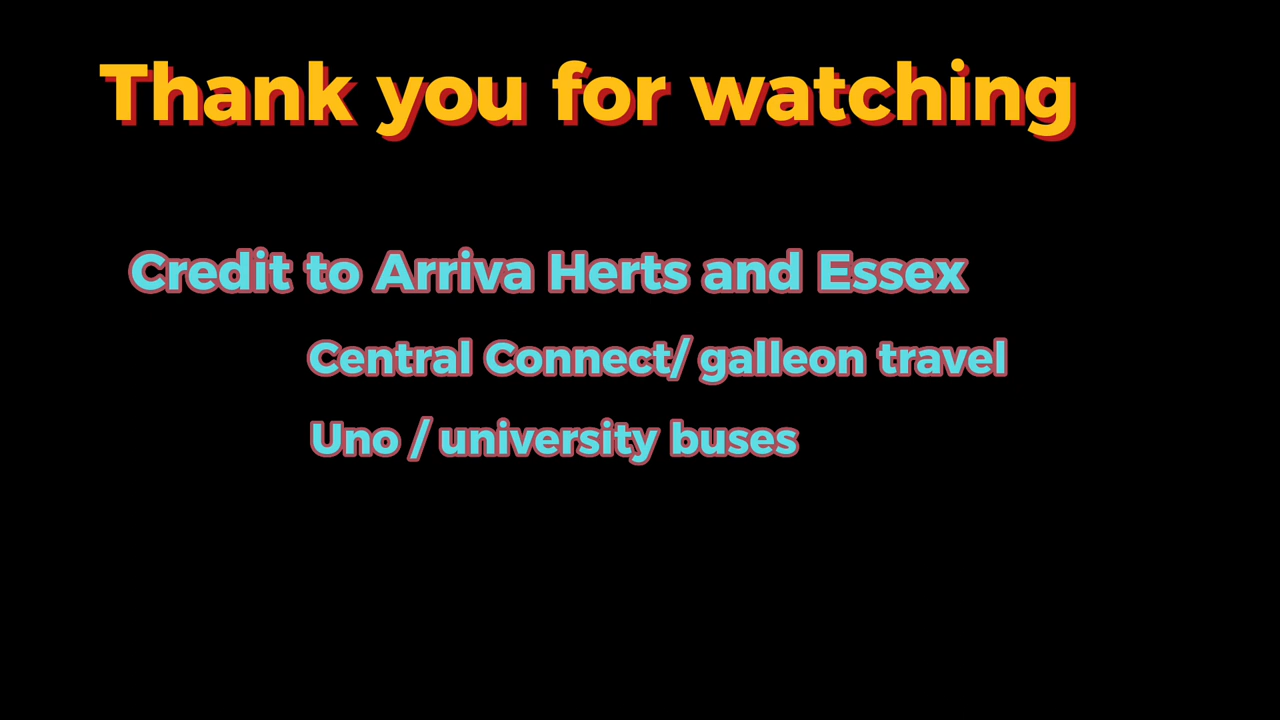 Thank you for watching
Credit to Arriva Herts and Essex
Central Connect/ galleon travel
Uno / university buses